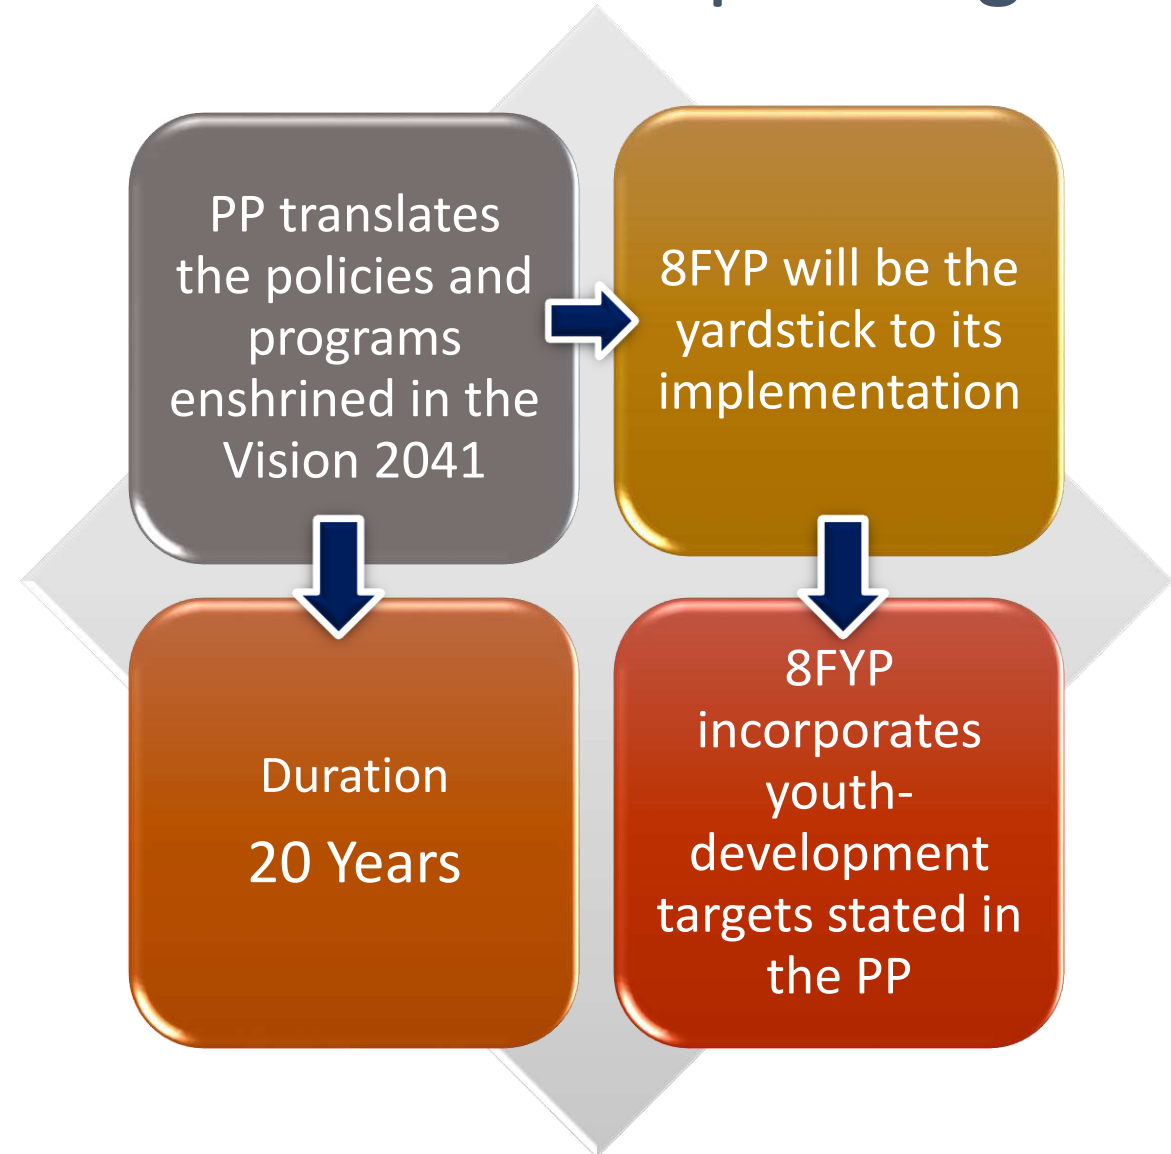 PP translates
the policies and
programs
enshrined in the
Vision 2041
8FYP will be the
yardstick to its
implementation
Duration
20 Years
8FYP
incorporates
youth-
development
targets stated in
the PP